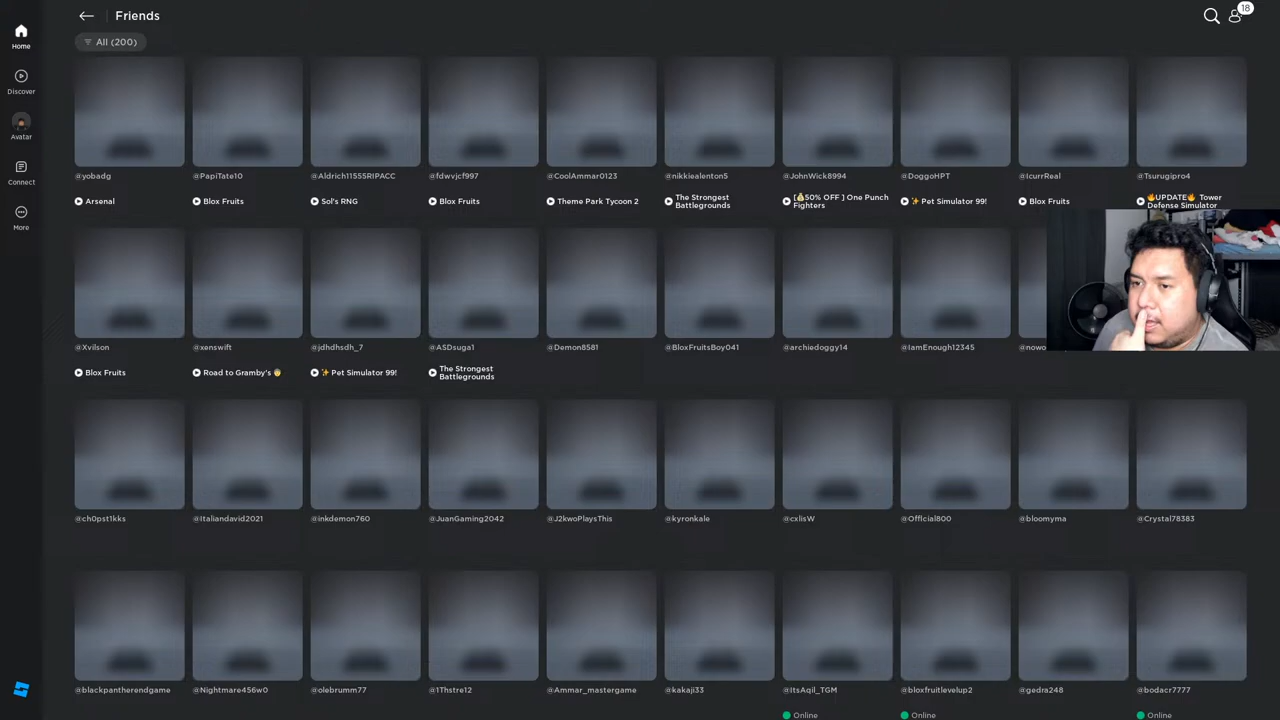 Friends
18
All (200)
Home
Discover
Avatar
Connect
More
@yobadg
@PapiTate10
@Aldrich11555RIPACC
@fdwvjcf997
@CoolAmmar0123
@nikkiealenton5
@JohnWick8994
@DoggoHPT
@IcurrReal
@Tsurugipro4
Arsenal
Blox Fruits
Sol's RNG
Blox Fruits
Theme Park Tycoon 2
The Strongest
Battlegrounds
[💰50% OFF ] One Punch
Fighters
✨ Pet Simulator 99!
Blox Fruits
🔥UPDATE🔥 Tower
Defense Simulator
@Xvilson
@xenswift
@jdhdhsdh_7
@ASDsuga1
@Demon8581
@BloxFruitsBoy041
@archiedoggy14
@IamEnough12345
@nowo
Blox Fruits
Road to Gramby's 👵
✨ Pet Simulator 99!
The Strongest
Battlegrounds
@ch0pst1kks
@Italiandavid2021
@inkdemon760
@JuanGaming2042
@J2kwoPlaysThis
@kyronkale
@cxlisW
@Offlcial800
@bloomyma
@Crystal78383
@blackpantherendgame
@Nightmare456w0
@olebrumm77
@1Thstre12
@Ammar_mastergame
@kakaji33
@ItsAqil_TGM
@bloxfruitlevelup2
@gedra248
@bodacr7777
Online
Online
Online